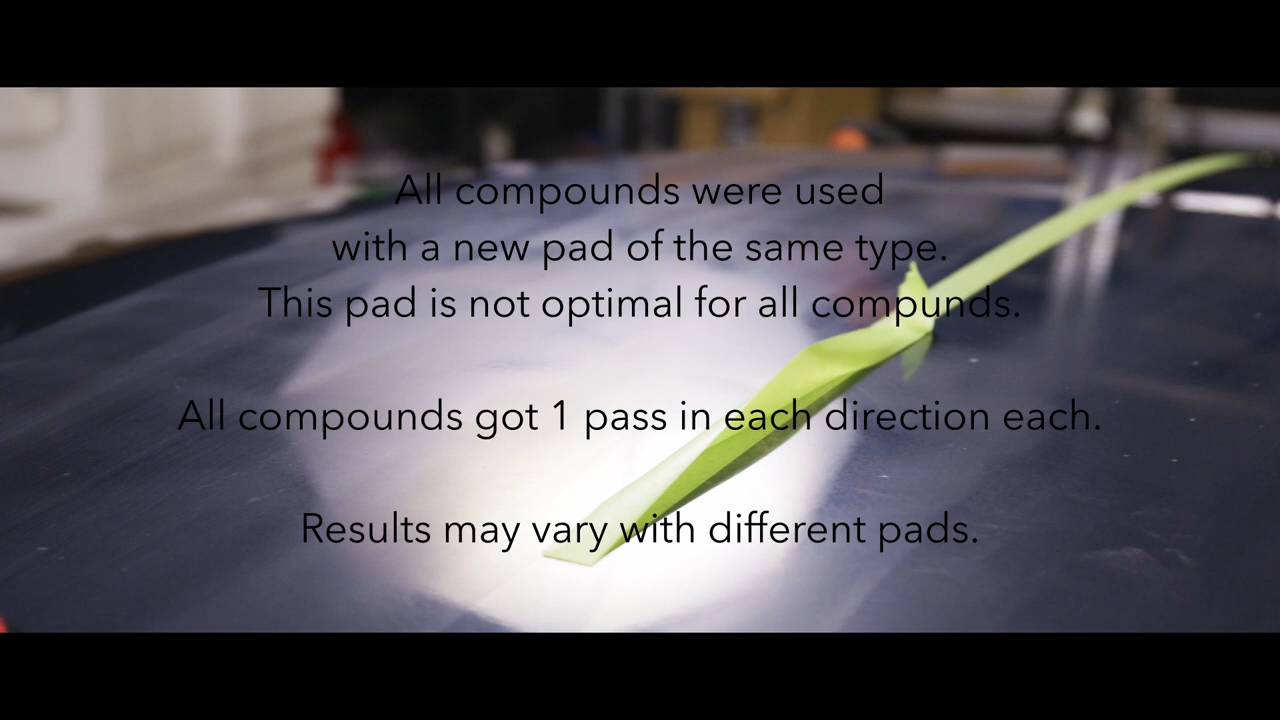 All compounds were used
with a new pad of the same type.
This pad is not optimal for all compunds.
All compounds got 1 pass in each direction each.
Results may vary with different pads.